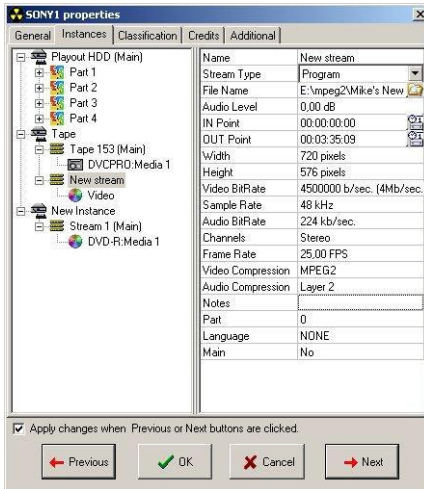 SONY1 properties
General Instances Classification Credits Additional
Playout HDD (Main)
Part 1
Part 2
Part 3
Part 4
Tape
Tape 153 (Main)
DVCPRO:Media 1
New stream
Video
New Instance
Stream 1 (Main)
DVD-R:Media 1
Name New stream
Stream Type Program
File Name E:\mpeg2\Mike's New
Audio Level 0,00 dB
IN Point 00:00:00:00
OUT Point 00:03:35:09
Width 720 pixels
Height 576 pixels
Video BitRate 4500000 b/sec. (4Mb/sec.
Sample Rate 48 kHz
Audio BitRate 224 kb/sec.
Channels Stereo
Frame Rate 25,00 FPS
Video Compression MPEG2
Audio Compression Layer 2
Notes
Part 0
Language NONE
Main No
Apply changes when Previous or Next buttons are clicked.
Previous OK Cancel Next